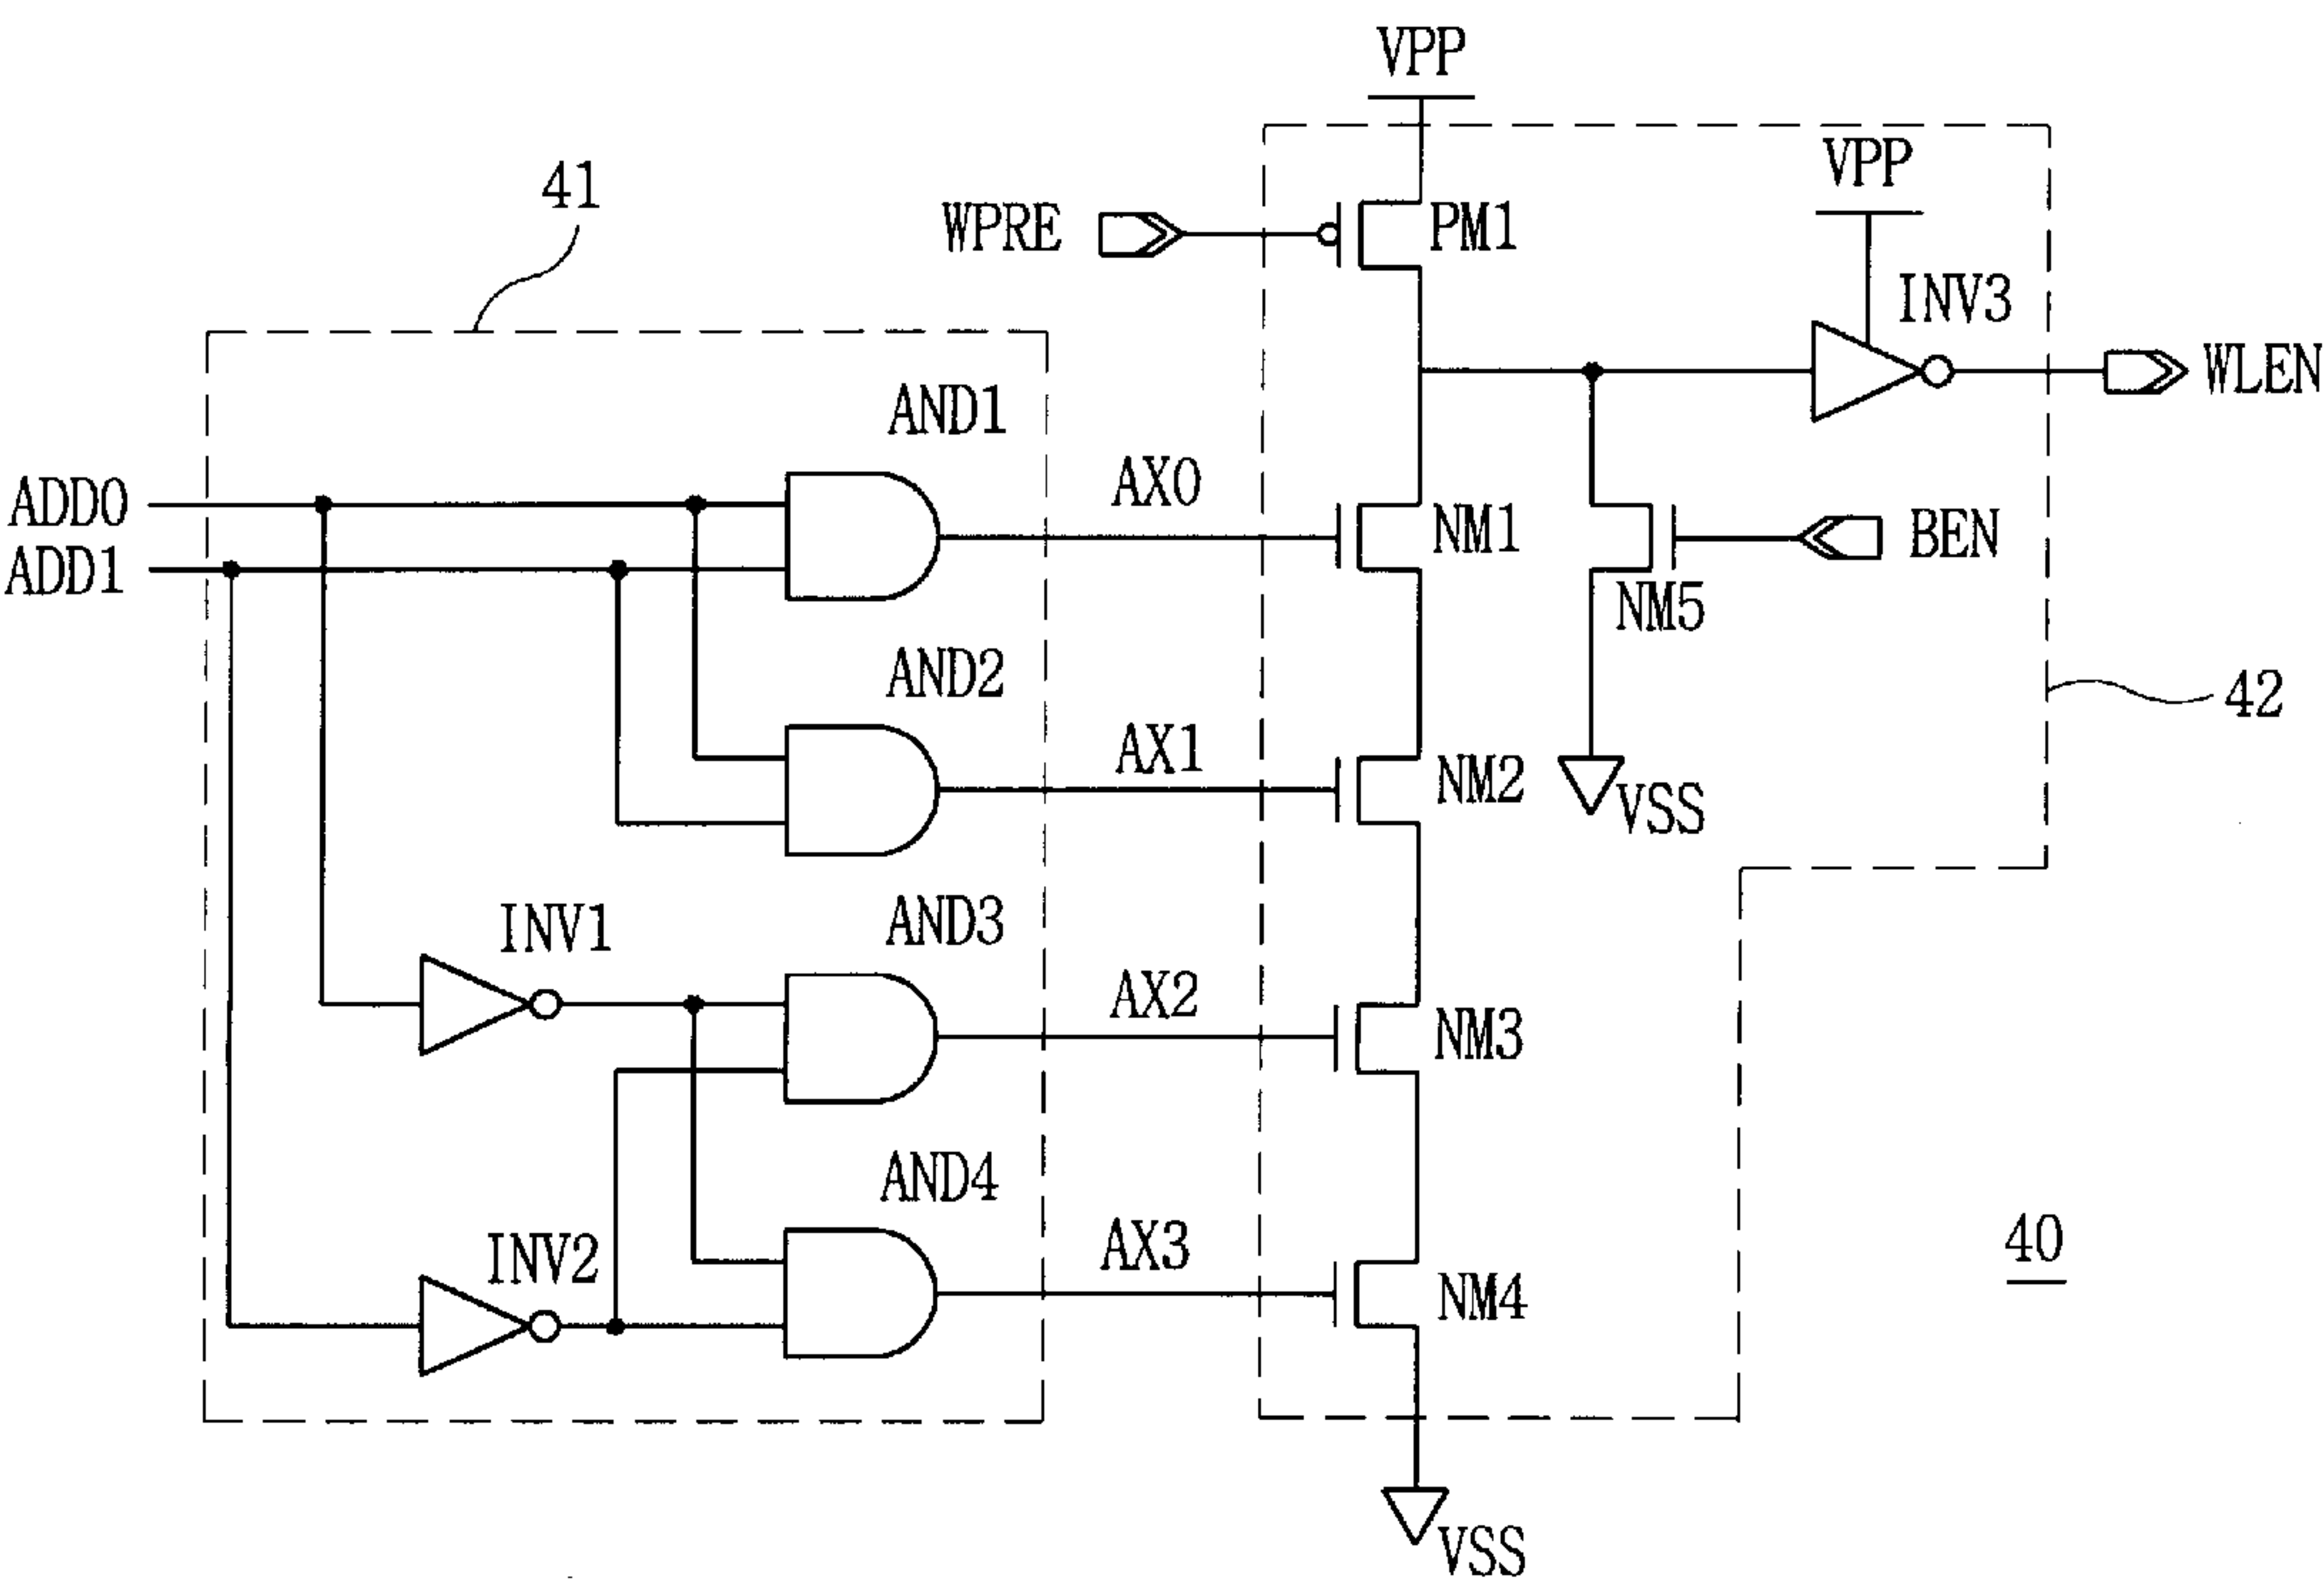 VPP
VPP
41
WPRE
PM1
INV3
WLEN
AND1
AX0
ADD0
NM1
BEN
ADD1
NM5
AND2
42
AX1
NM2
VSS
AND3
INV1
AX2
NM3
AND4
AX3
40
INV2
NM4
VSS